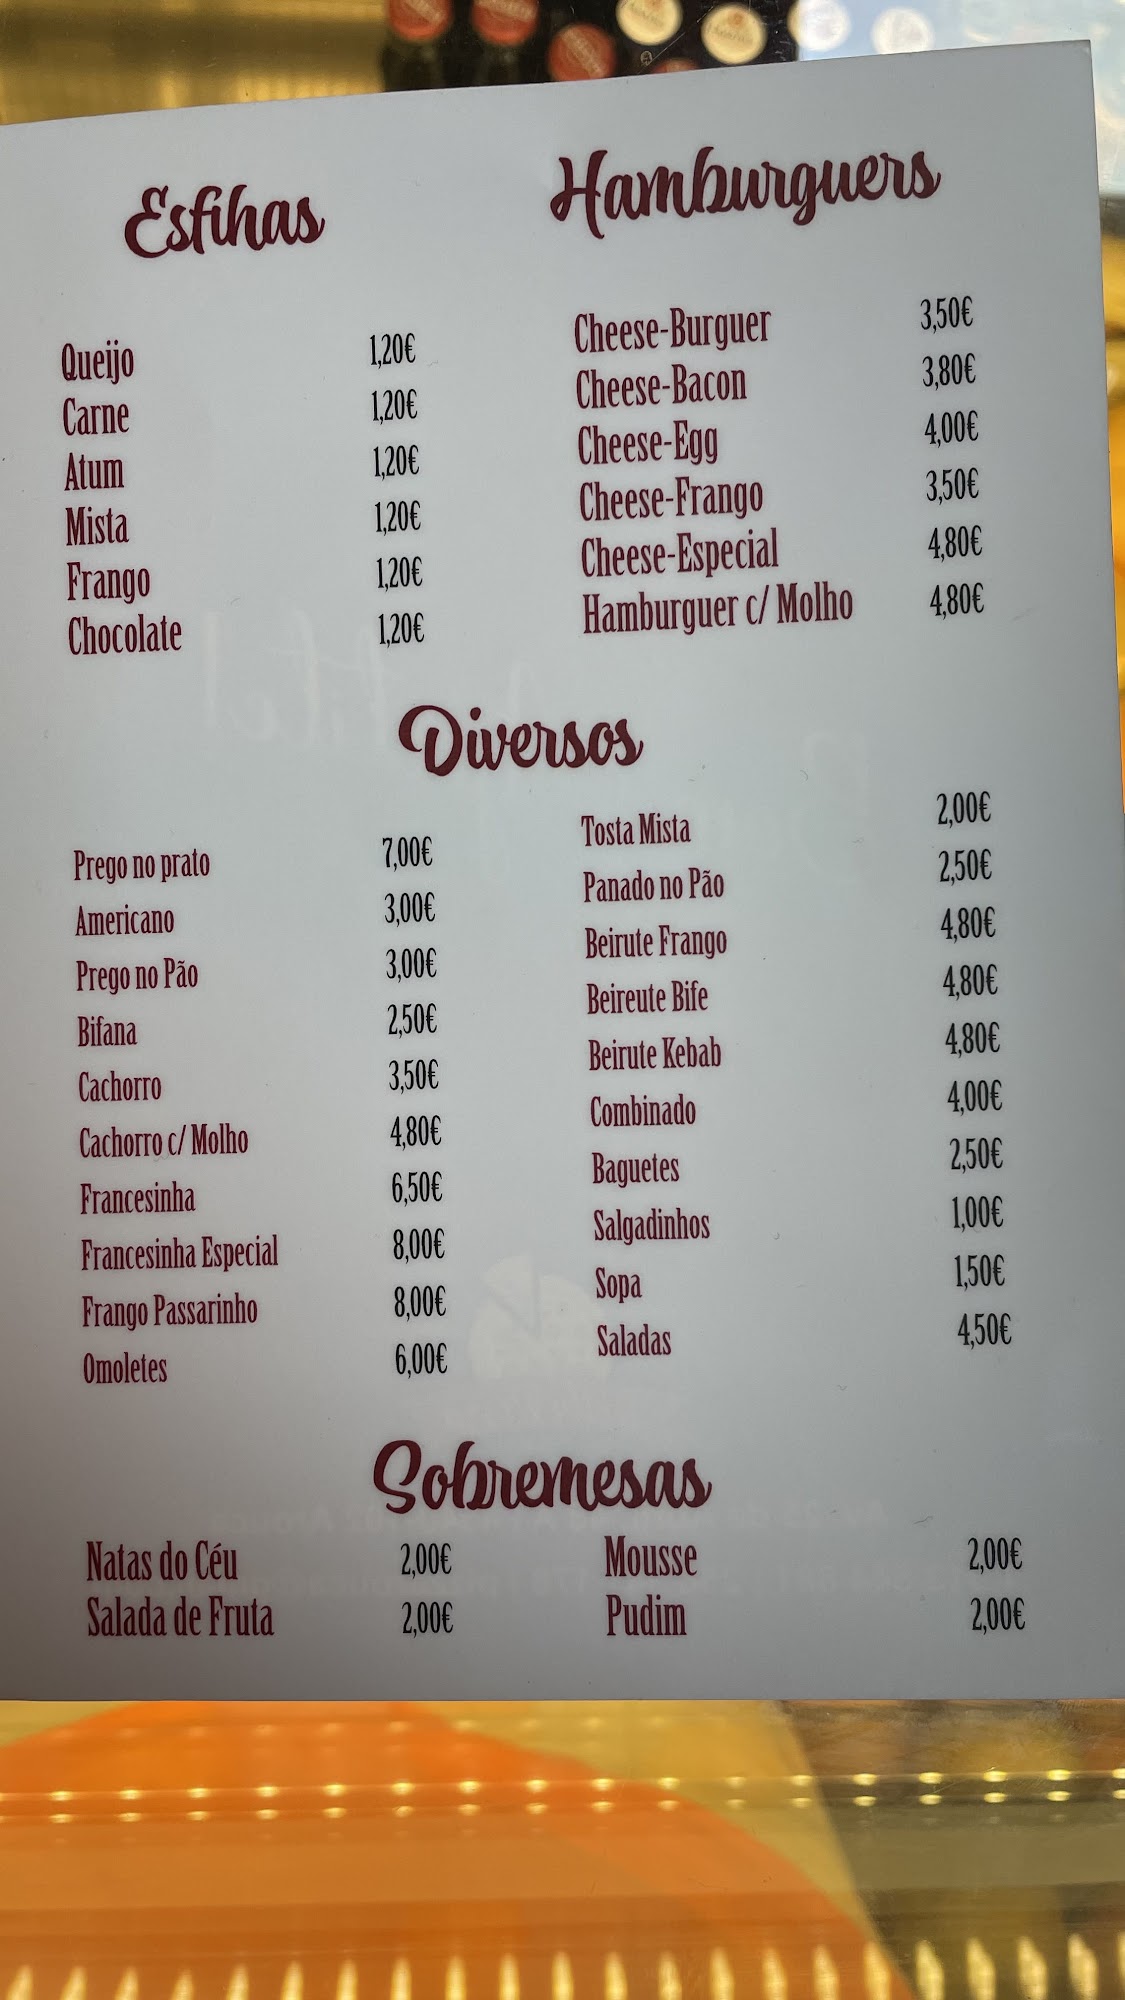 Esfihas
Queijo 1,20€
Carne 1,20€
Atum 1,20€
Mista 1,20€
Frango 1,20€
Chocolate 1,20€
Hamburguers
Cheese-Burguer 3,50€
Cheese-Bacon 3,80€
Cheese-Egg 4,00€
Cheese-Frango 3,50€
Cheese-Especial 4,80€
Hamburguer c/ Molho 4,80€
Diversos
Prego no prato 7,00€
Americano 3,00€
Prego no Pão 3,00€
Bifana 2,50€
Cachorro 3,50€
Cachorro c/ Molho 4,80€
Francesinha 6,50€
Francesinha Especial 8,00€
Frango Passarinho 8,00€
Omoletes 6,00€
Tosta Mista 2,00€
Panado no Pão 2,50€
Beirute Frango 4,80€
Beireute Bife 4,80€
Beirute Kebab 4,80€
Combinado 4,00€
Baguetes 2,50€
Salgadinhos 1,00€
Sopa 1,50€
Saladas 4,50€
Sobremesas
Natas do Céu 2,00€
Salada de Fruta 2,00€
Mousse 2,00€
Pudim 2,00€